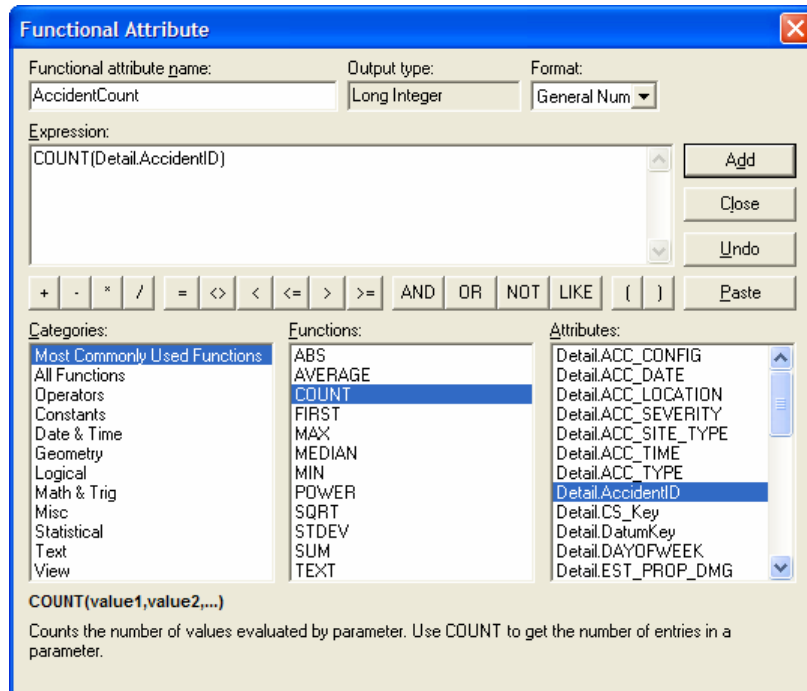 Functional Attribute
Functional attribute name: Output type: Format:
AccidentCount Long Integer General Num
Expression:
COUNT(Detail.AccidentID)
Add
Close
Undo
+ - * / = <> < <= > >= AND OR NOT LIKE ( ) Paste
Categories: Functions: Attributes:
Most Commonly Used Functions ABS Detail.ACC_CONFIG
All Functions AVERAGE Detail.ACC_DATE
Operators COUNT Detail.ACC_LOCATION
Constants FIRST Detail.ACC_SEVERITY
Date & Time MAX Detail.ACC_SITE_TYPE
Geometry MEDIAN Detail.ACC_TIME
Logical MIN Detail.ACC_TYPE
Math & Trig POWER Detail.AccidentID
Misc SQRT Detail.CS_Key
Statistical STDEV Detail.DatumKey
Text SUM Detail.DAYOFWEEK
View TEXT Detail.EST_PROP_DMG
COUNT(value1,value2,...)
Counts the number of values evaluated by parameter. Use COUNT to get the number of entries in a
parameter.